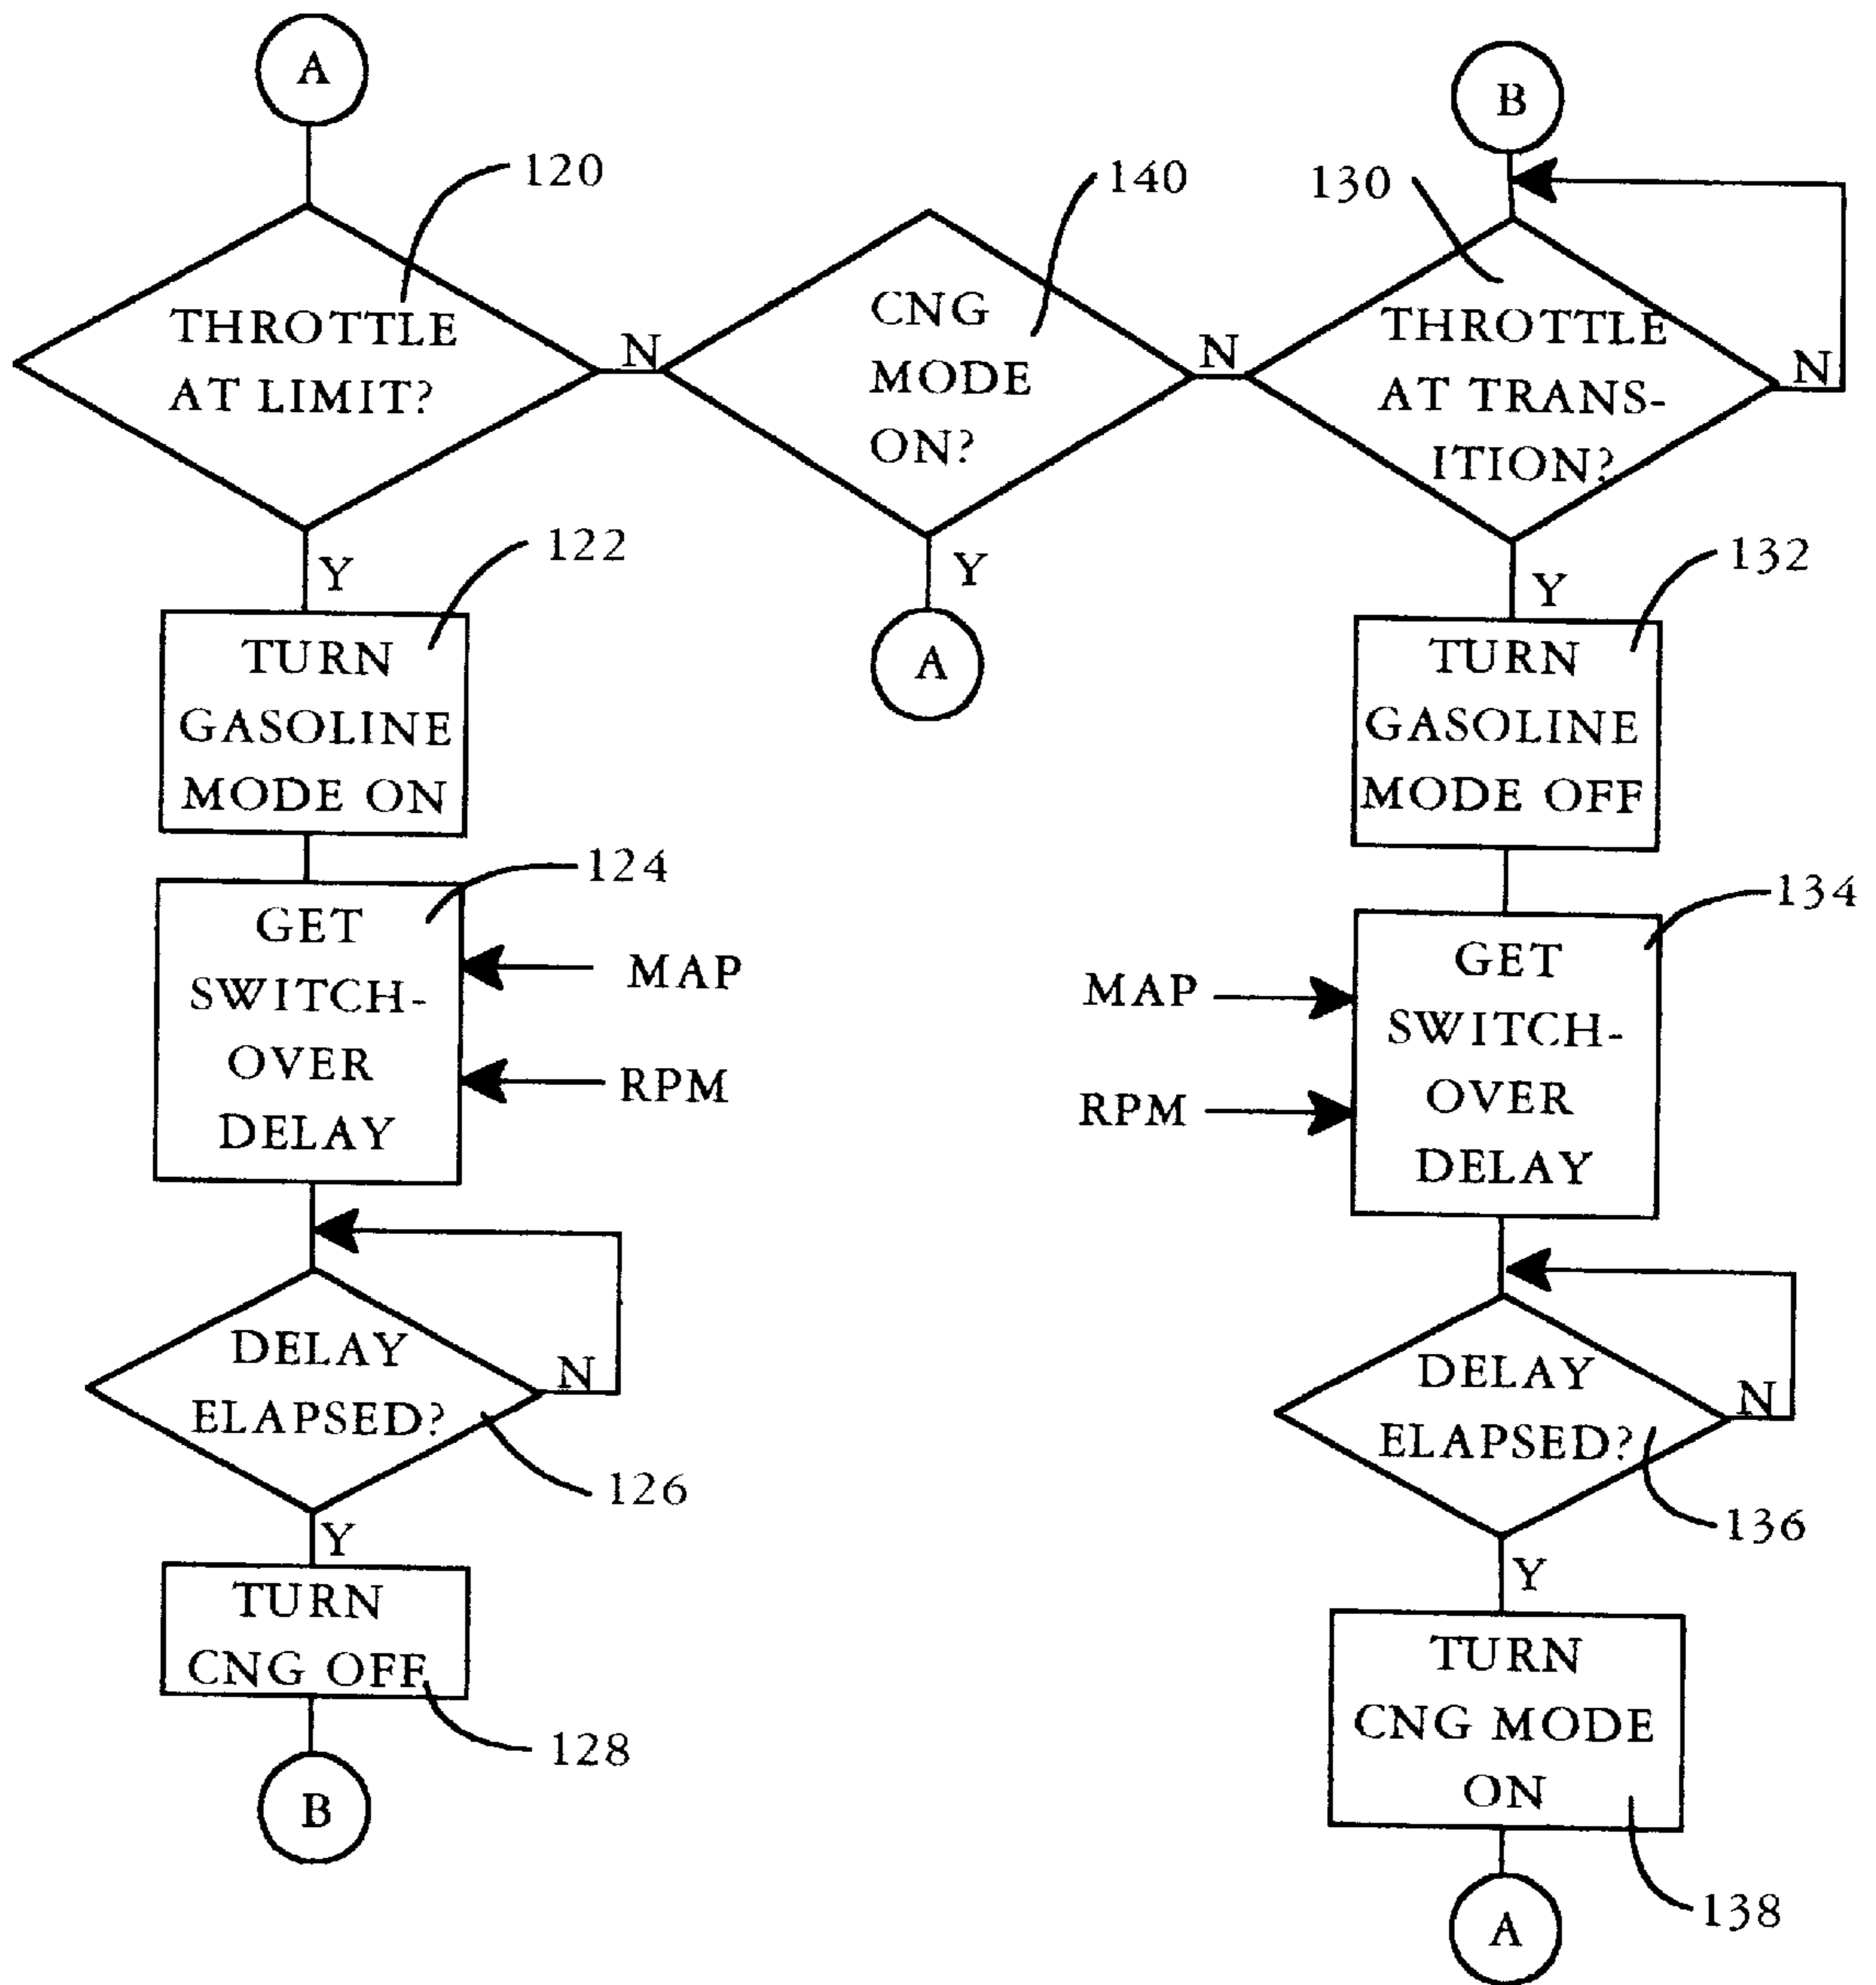 A
120
THROTTLE
AT LIMIT?
N
Y
122
TURN
GASOLINE
MODE ON
124
GET
SWITCH-
OVER
DELAY
MAP
RPM
DELAY
ELAPSED?
N
126
Y
TURN
CNG OFF
128
B
140
CNG
MODE
ON?
N
Y
A
B
130
THROTTLE
AT TRANS-
ITION?
N
Y
132
TURN
GASOLINE
MODE OFF
134
GET
SWITCH-
OVER
DELAY
MAP
RPM
DELAY
ELAPSED?
N
136
Y
TURN
CNG MODE
ON
138
A